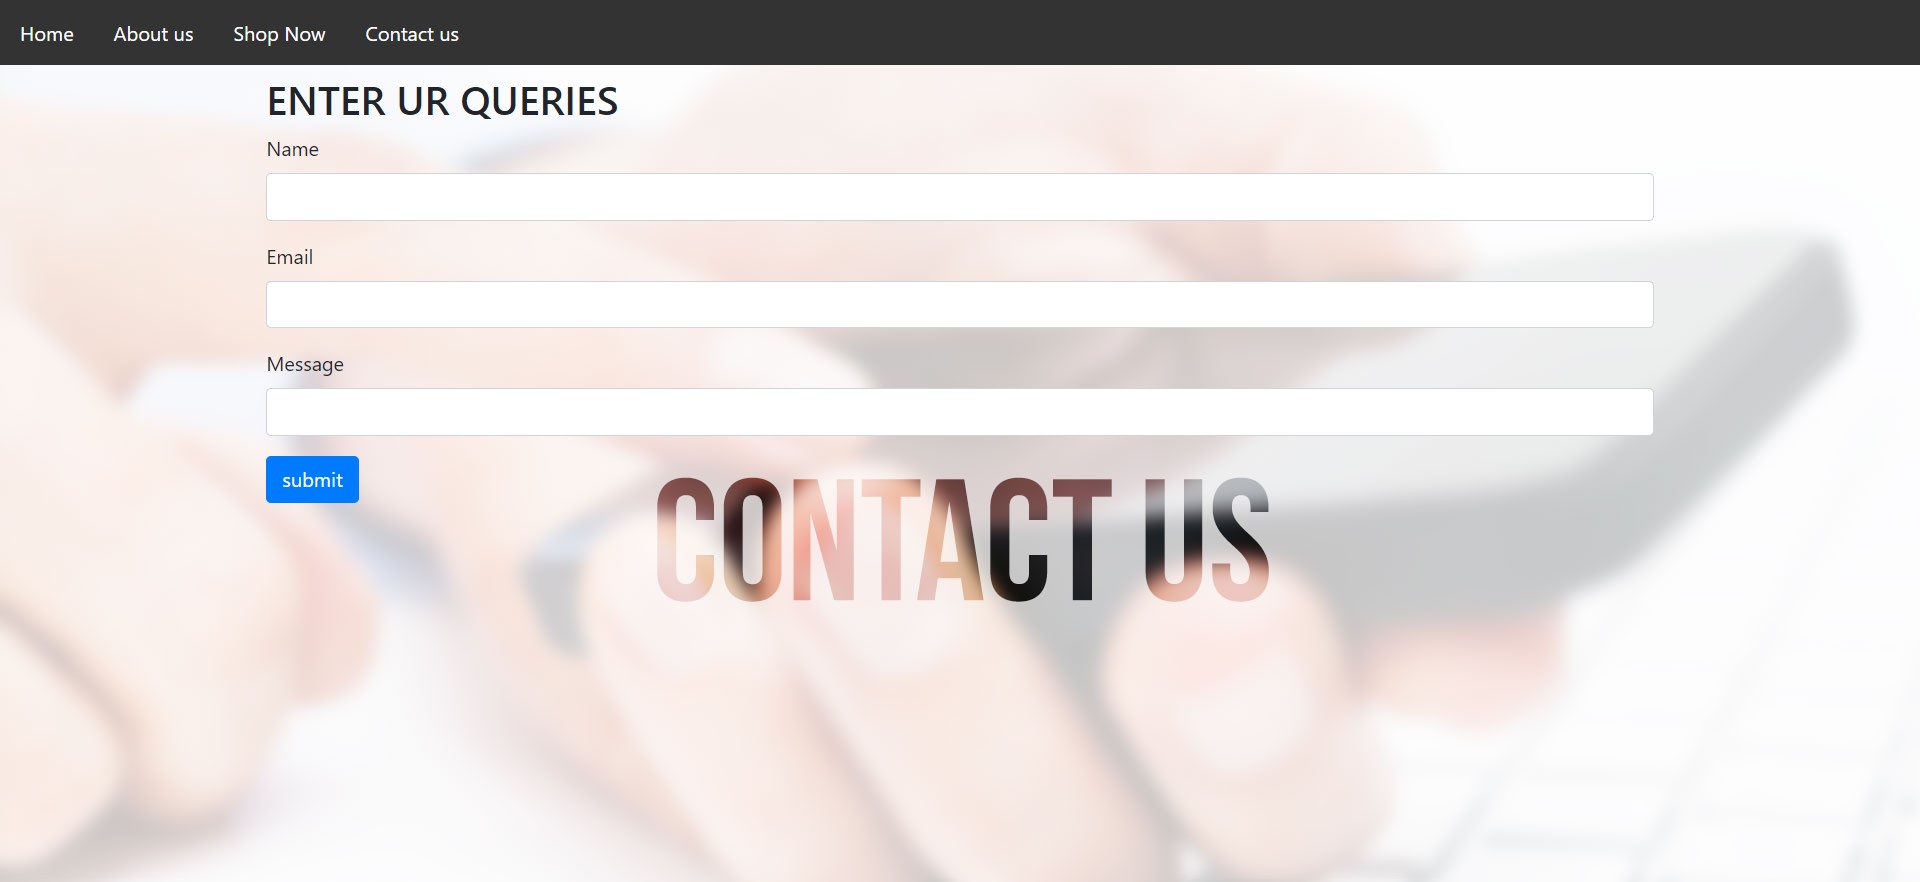 Home About us Shop Now Contact us
ENTER UR QUERIES
Name
Email
Message
submit
CONTACT US